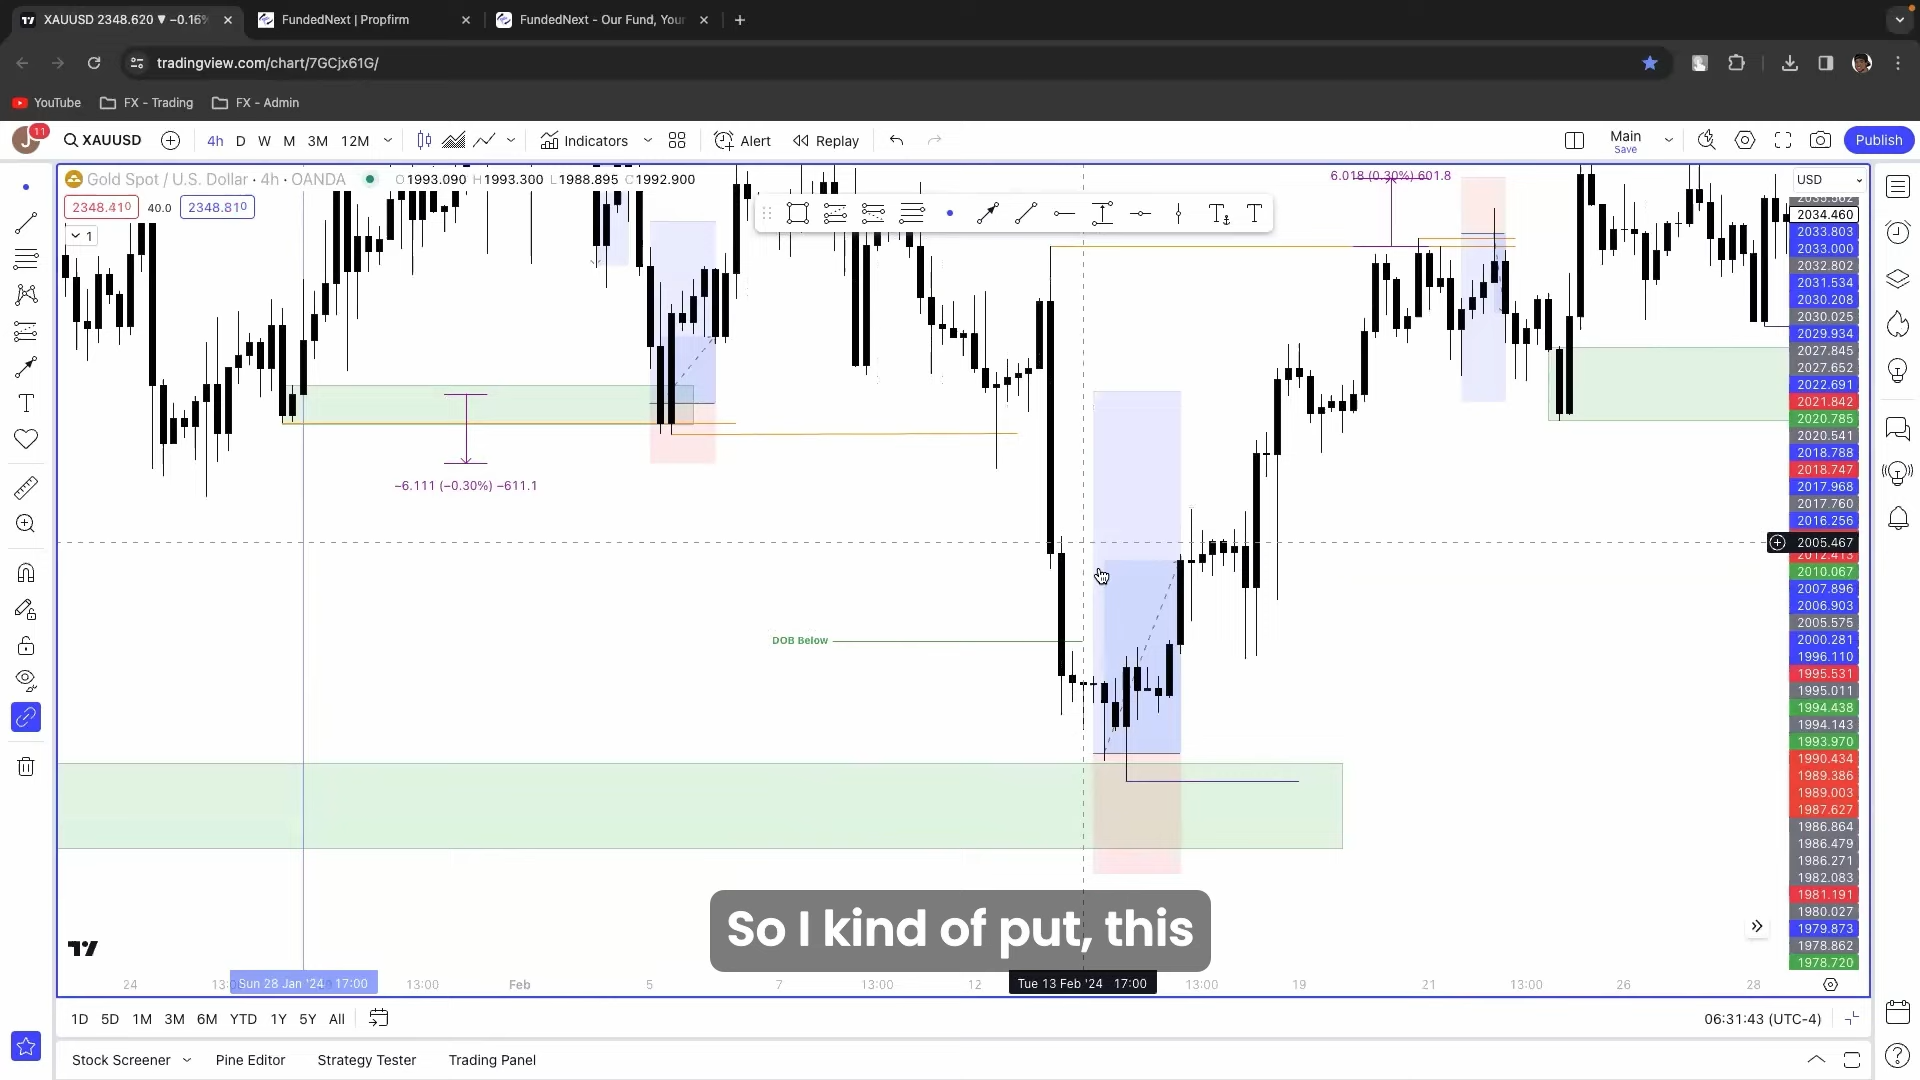 XAUUSD 2348.620 ▼ −0.16%
FundedNext | Propfirm
FundedNext - Our Fund, Your
tradingview.com/chart/7GCjx61G/
YouTube
FX - Trading
FX - Admin
J
11
XAUUSD
4h
D
W
M
3M
12M
Indicators
Alert
Replay
Main
Save
Publish
Gold Spot / U.S. Dollar · 4h · OANDA
O1993.090 H1993.300 L1988.895 C1992.900
2348.410
40.0
2348.810
1
6.018 (0.30%) 601.8
−6.111 (−0.30%) −611.1
DOB Below
So I kind of put, this
USD
2034.460
2033.803
2033.000
2032.802
2031.534
2030.208
2030.025
2029.934
2027.845
2027.652
2022.691
2021.842
2020.785
2020.541
2018.788
2018.747
2017.968
2017.760
2016.256
2005.467
2012.413
2010.067
2007.896
2006.903
2005.575
2000.281
1996.110
1995.531
1995.011
1994.438
1994.143
1993.970
1990.434
1989.386
1989.003
1987.627
1986.864
1986.479
1986.271
1982.083
1981.191
1980.027
1979.873
1978.862
1978.720
24
Sun 28 Jan '24 17:00
13:00
Feb
5
7
13:00
12
Tue 13 Feb '24 17:00
13:00
19
21
13:00
26
28
1D
5D
1M
3M
6M
YTD
1Y
5Y
All
06:31:43 (UTC-4)
Stock Screener
Pine Editor
Strategy Tester
Trading Panel